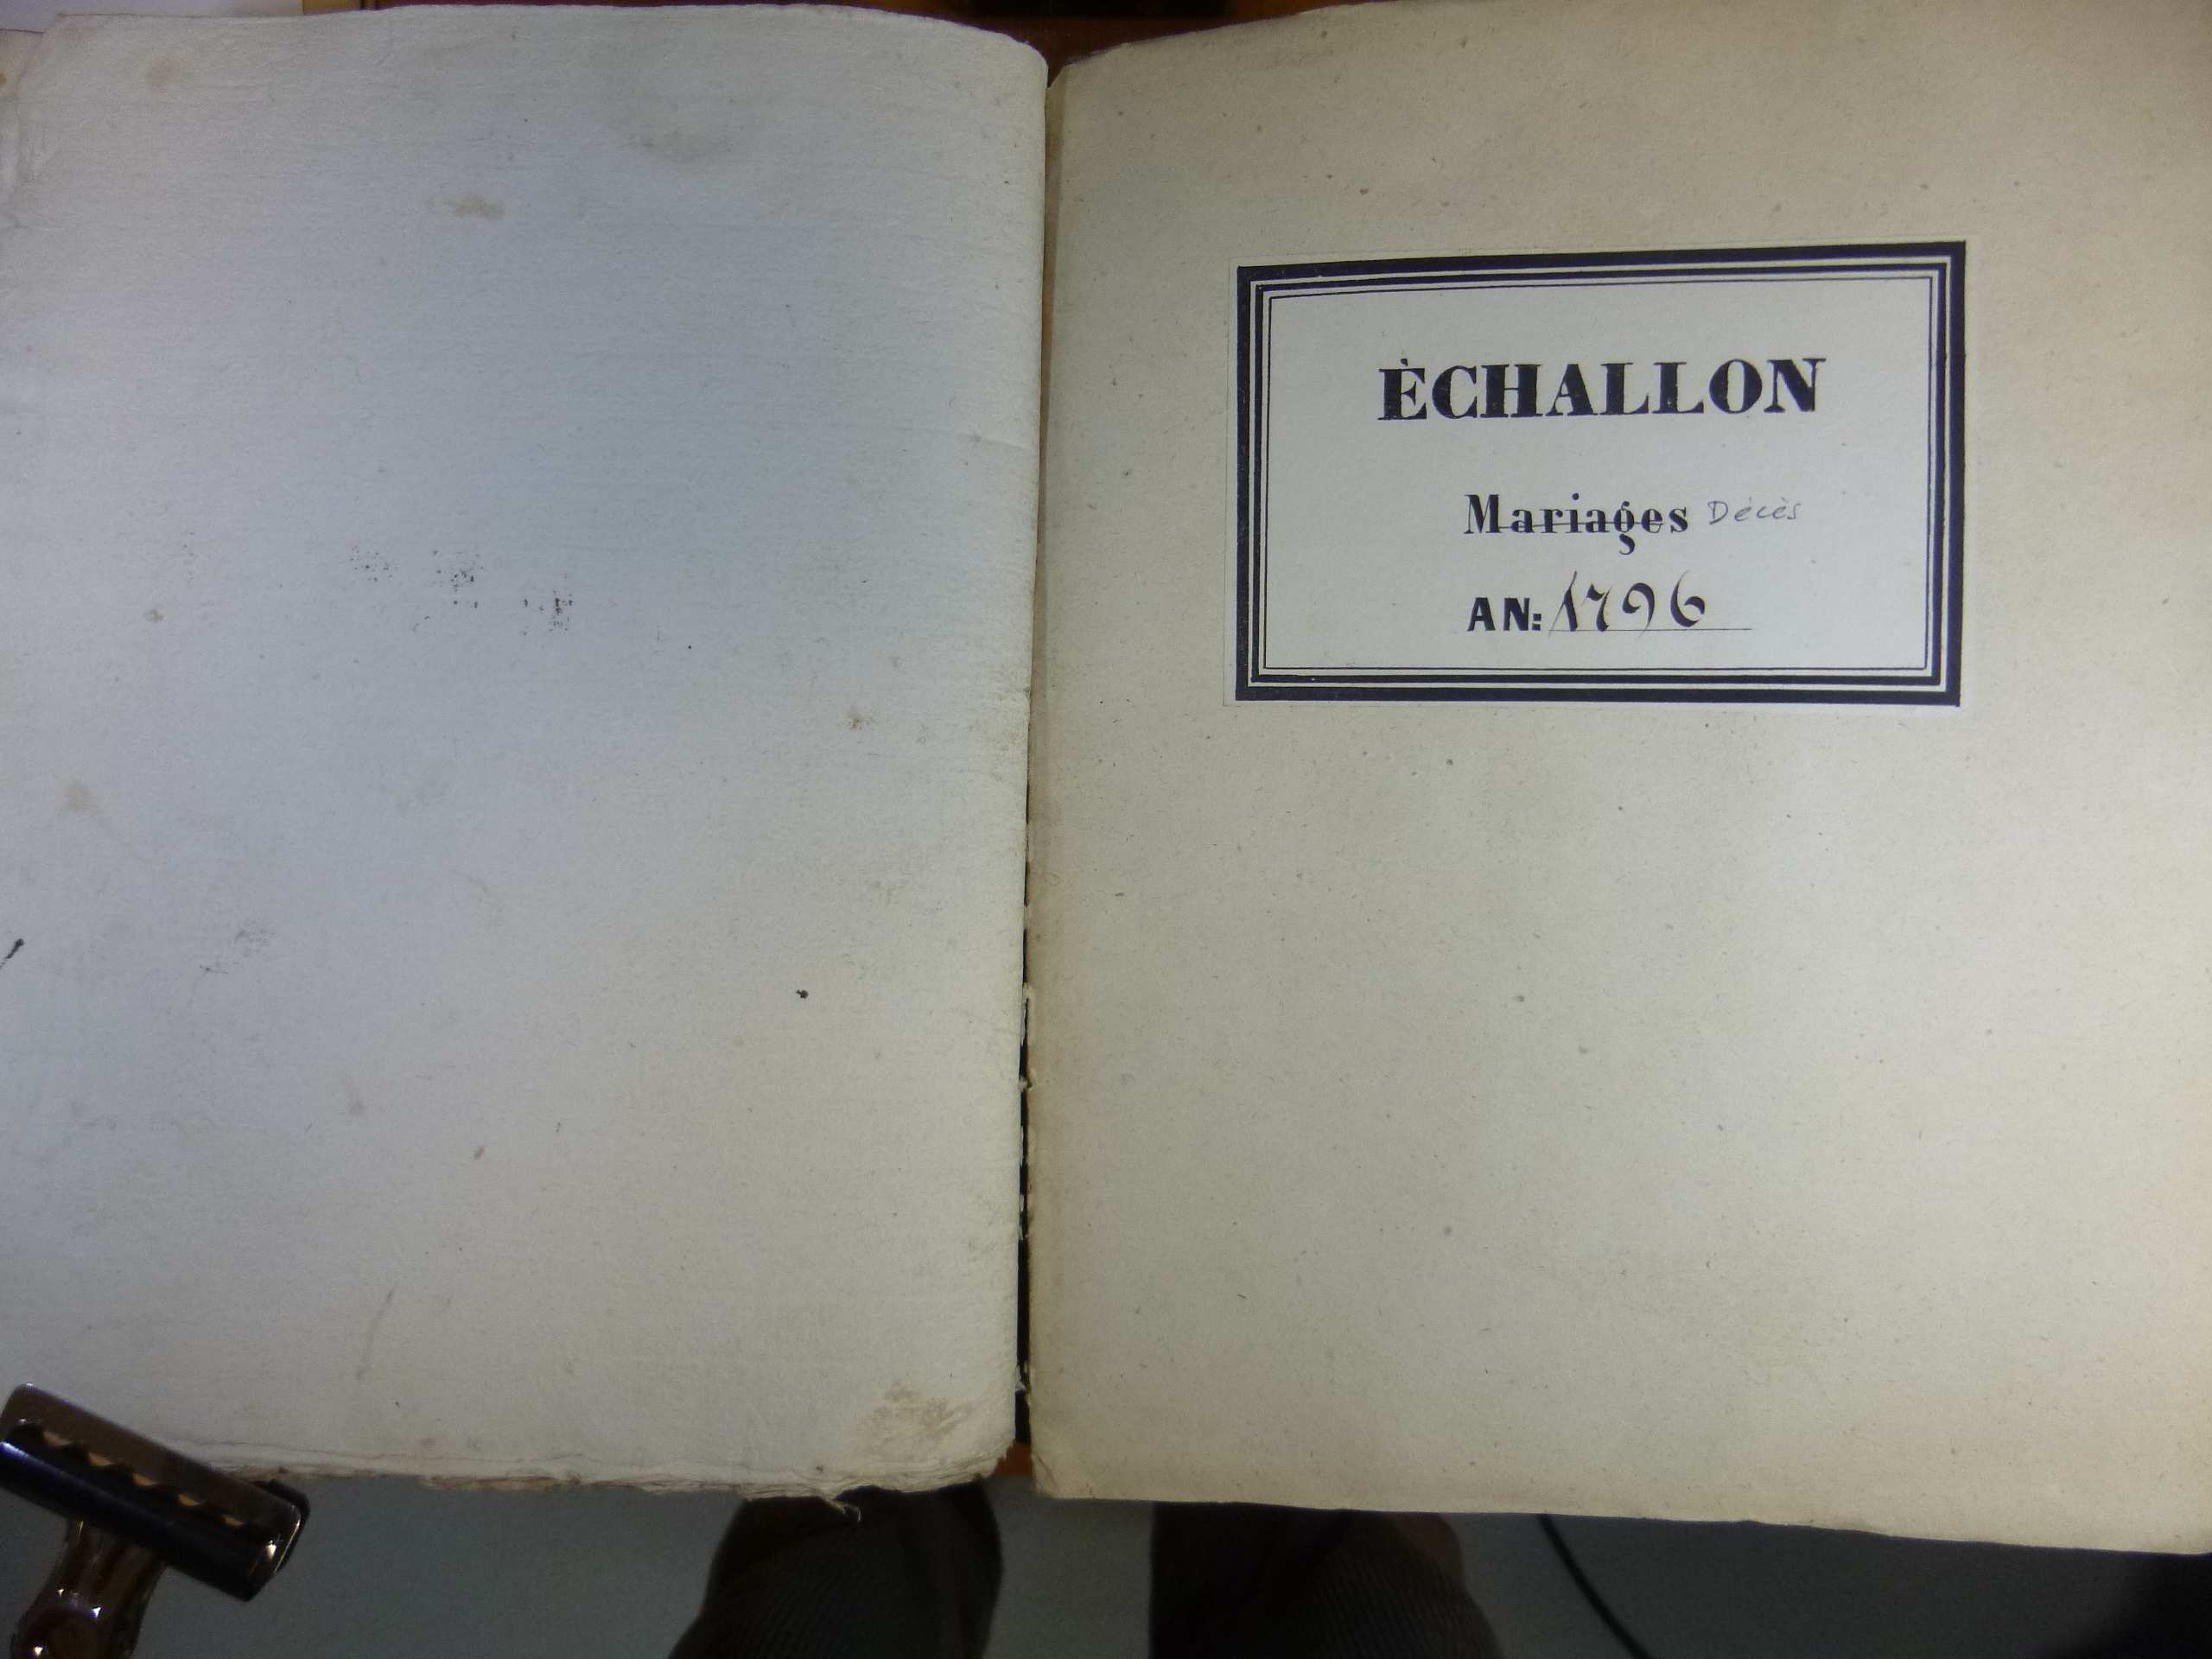 ÈCHALLON
Mariages Décès
AN: 1796